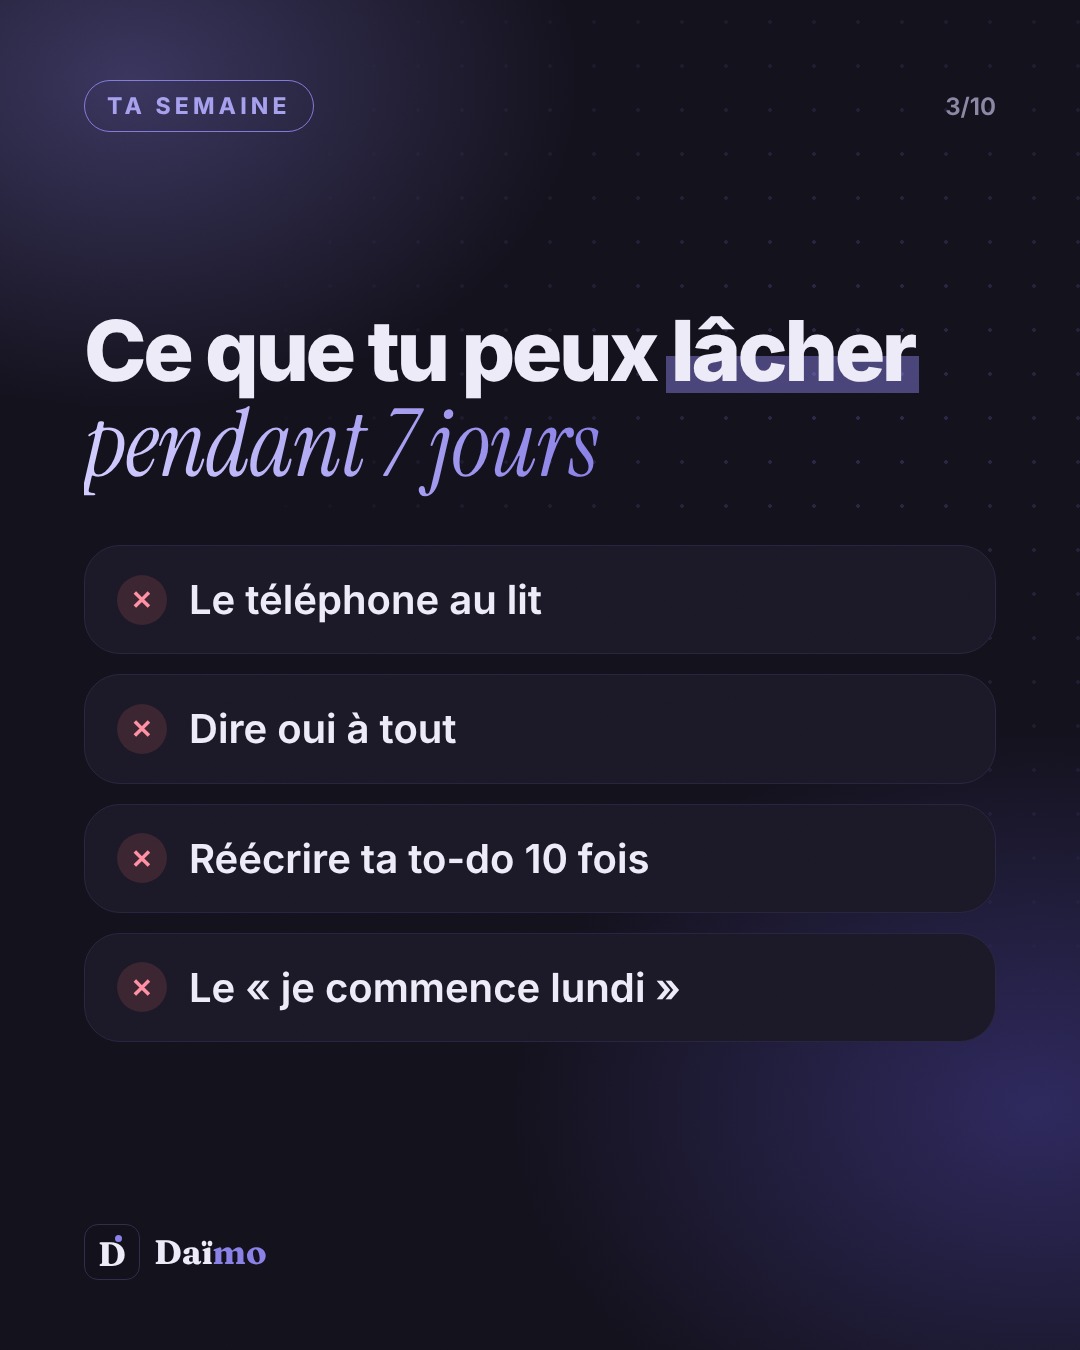 TA SEMAINE
3/10
Ce que tu peux lâcher
pendant 7 jours
✕ Le téléphone au lit
✕ Dire oui à tout
✕ Réécrire ta to-do 10 fois
✕ Le « je commence lundi »
D Daïmo